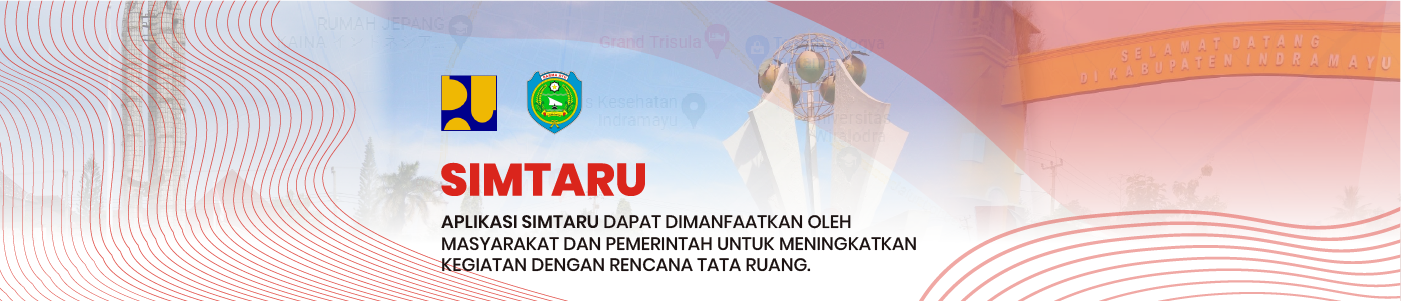 RUMAH JEPANG
Grand Trisula
SELAMAT DATANG
DI KABUPATEN INDRAMAYU
Kesehatan
Indramayu
SIMTARU
APLIKASI SIMTARU DAPAT DIMANFAATKAN OLEH
MASYARAKAT DAN PEMERINTAH UNTUK MENINGKATKAN
KEGIATAN DENGAN RENCANA TATA RUANG.